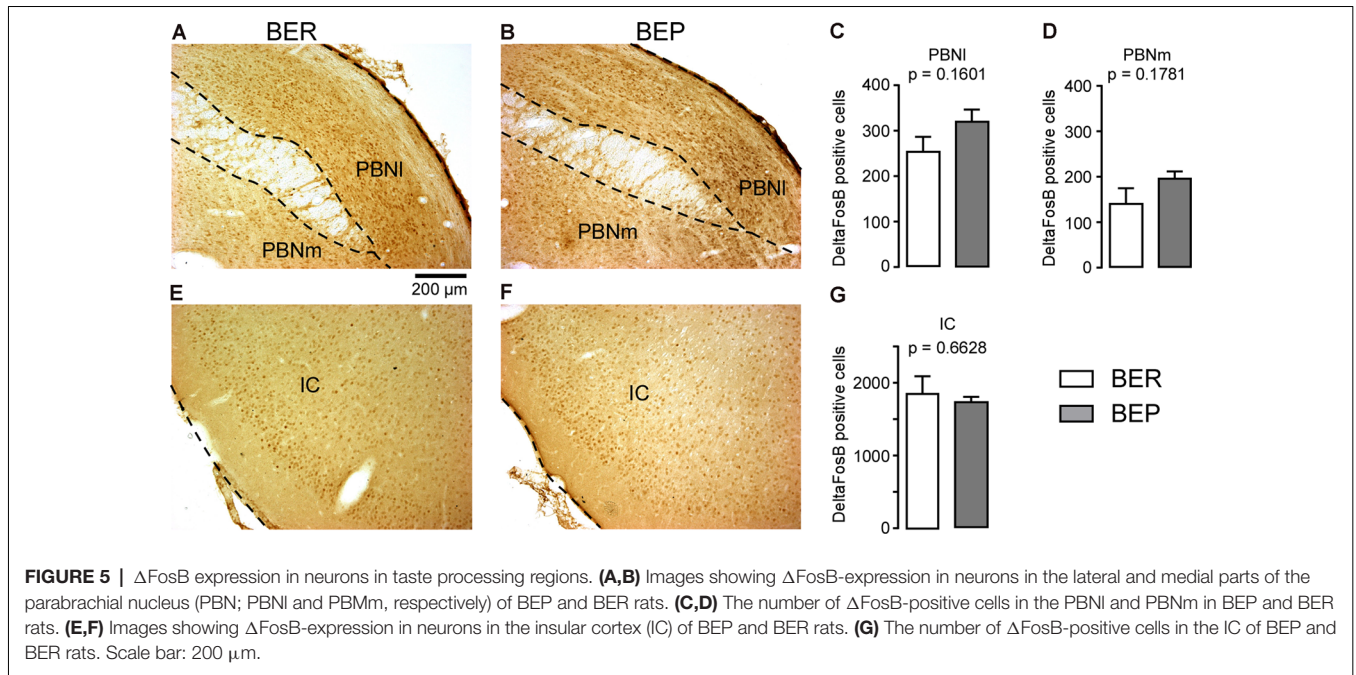 A
BER
B
BEP
C
D
PBNl
p = 0.1601
PBNm
p = 0.1781
PBNl
PBNm
PBNl
PBNm
200 µm
DeltaFosB positive cells
400
300
200
100
0
DeltaFosB positive cells
400
300
200
100
0
E
F
G
IC
IC
IC
p = 0.6628
DeltaFosB positive cells
2000
1000
0
BER
BEP
FIGURE 5 | ΔFosB expression in neurons in taste processing regions. (A,B) Images showing ΔFosB-expression in neurons in the lateral and medial parts of the
parabrachial nucleus (PBN; PBNl and PBMm, respectively) of BEP and BER rats. (C,D) The number of ΔFosB-positive cells in the PBNl and PBNm in BEP and BER
rats. (E,F) Images showing ΔFosB-expression in neurons in the insular cortex (IC) of BEP and BER rats. (G) The number of ΔFosB-positive cells in the IC of BEP and
BER rats. Scale bar: 200 µm.